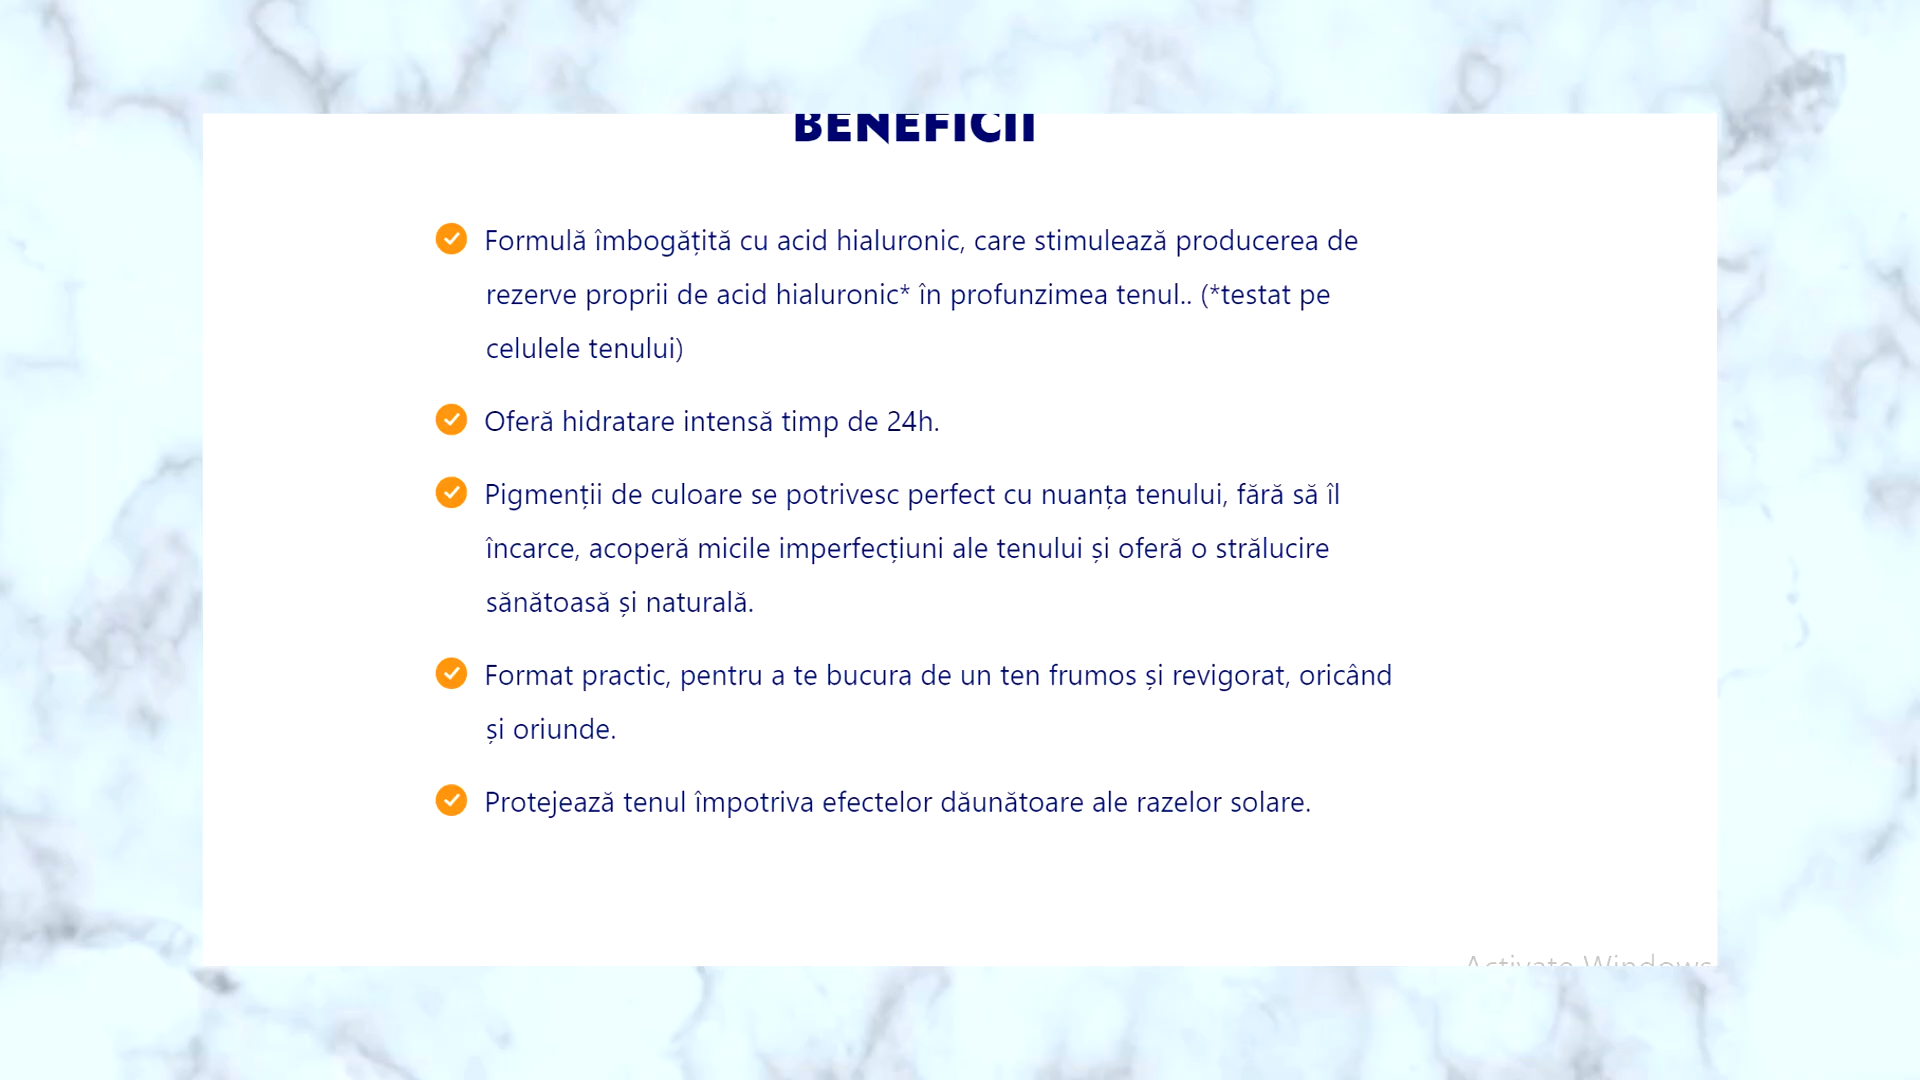 BENEFICII
Formulă îmbogățită cu acid hialuronic, care stimulează producerea de
rezerve proprii de acid hialuronic* în profunzimea tenul.. (*testat pe
celulele tenului)
Oferă hidratare intensă timp de 24h.
Pigmenții de culoare se potrivesc perfect cu nuanța tenului, fără să îl
încarce, acoperă micile imperfecțiuni ale tenului și oferă o strălucire
sănătoasă și naturală.
Format practic, pentru a te bucura de un ten frumos și revigorat, oricând
și oriunde.
Protejează tenul împotriva efectelor dăunătoare ale razelor solare.
Activate Windows